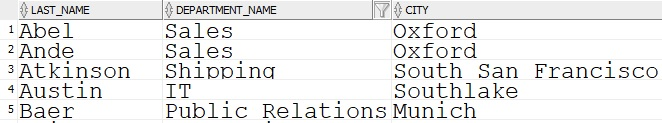 LAST_NAME DEPARTMENT_NAME CITY
1 Abel Sales Oxford
2 Ande Sales Oxford
3 Atkinson Shipping South San Francisco
4 Austin IT Southlake
5 Baer Public Relations Munich